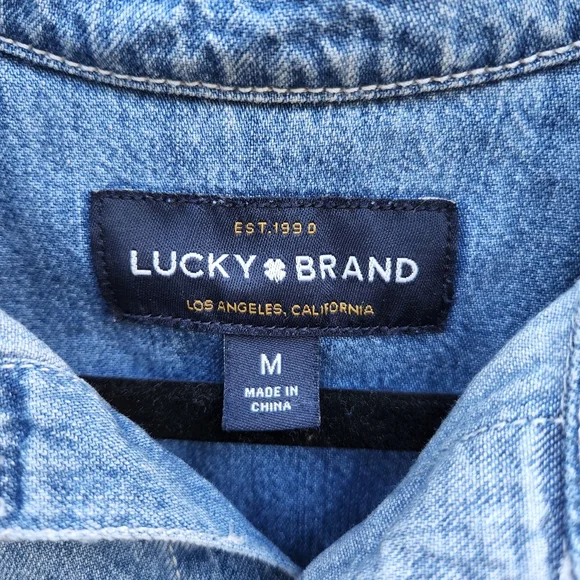 EST.1990
LUCKY BRAND
LOS ANGELES, CALIFORNIA
M
MADE IN
CHINA